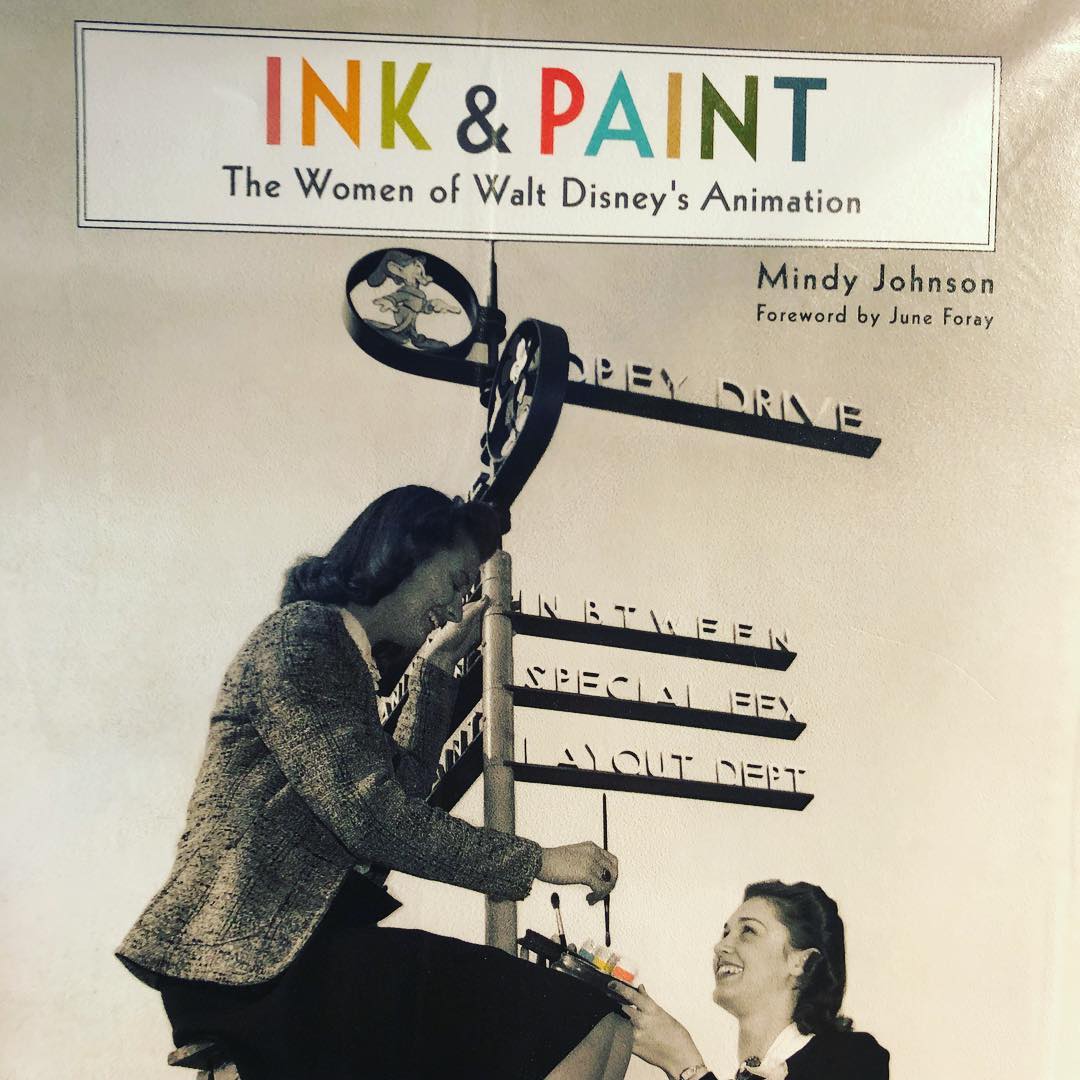 INK & PAINT
The Women of Walt Disney's Animation
Mindy Johnson
Foreword by June Foray
DRIVE
IN BTWEEN
SPECIAL EFX
LAYOUT DEPT